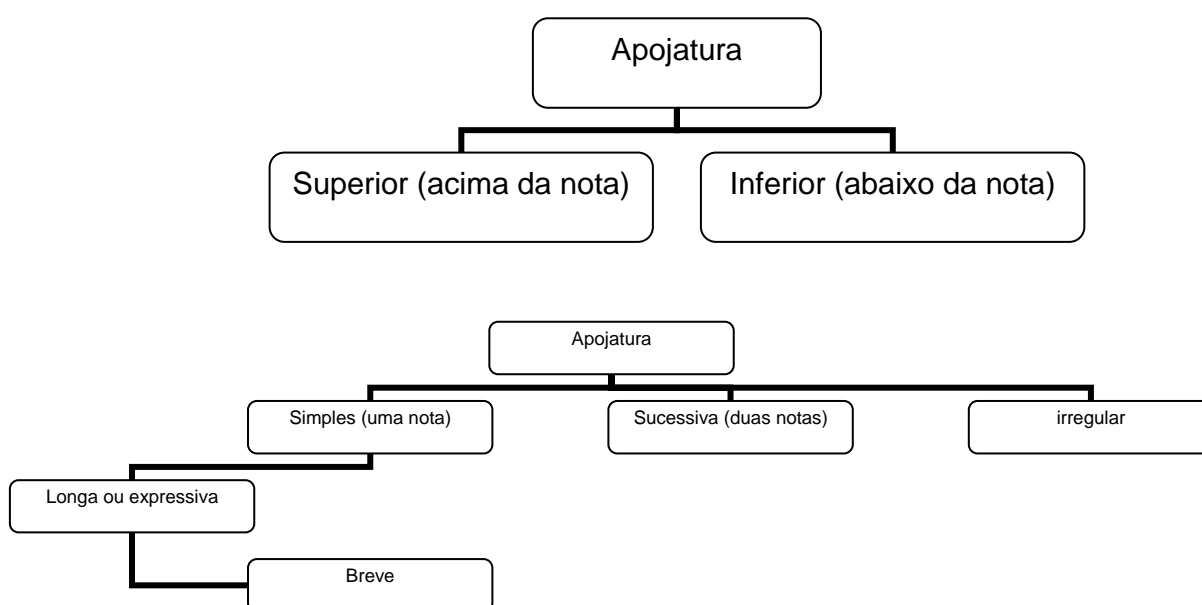 Apojatura
Superior (acima da nota)
Inferior (abaixo da nota)
Apojatura
Simples (uma nota)
Sucessiva (duas notas)
irregular
Longa ou expressiva
Breve